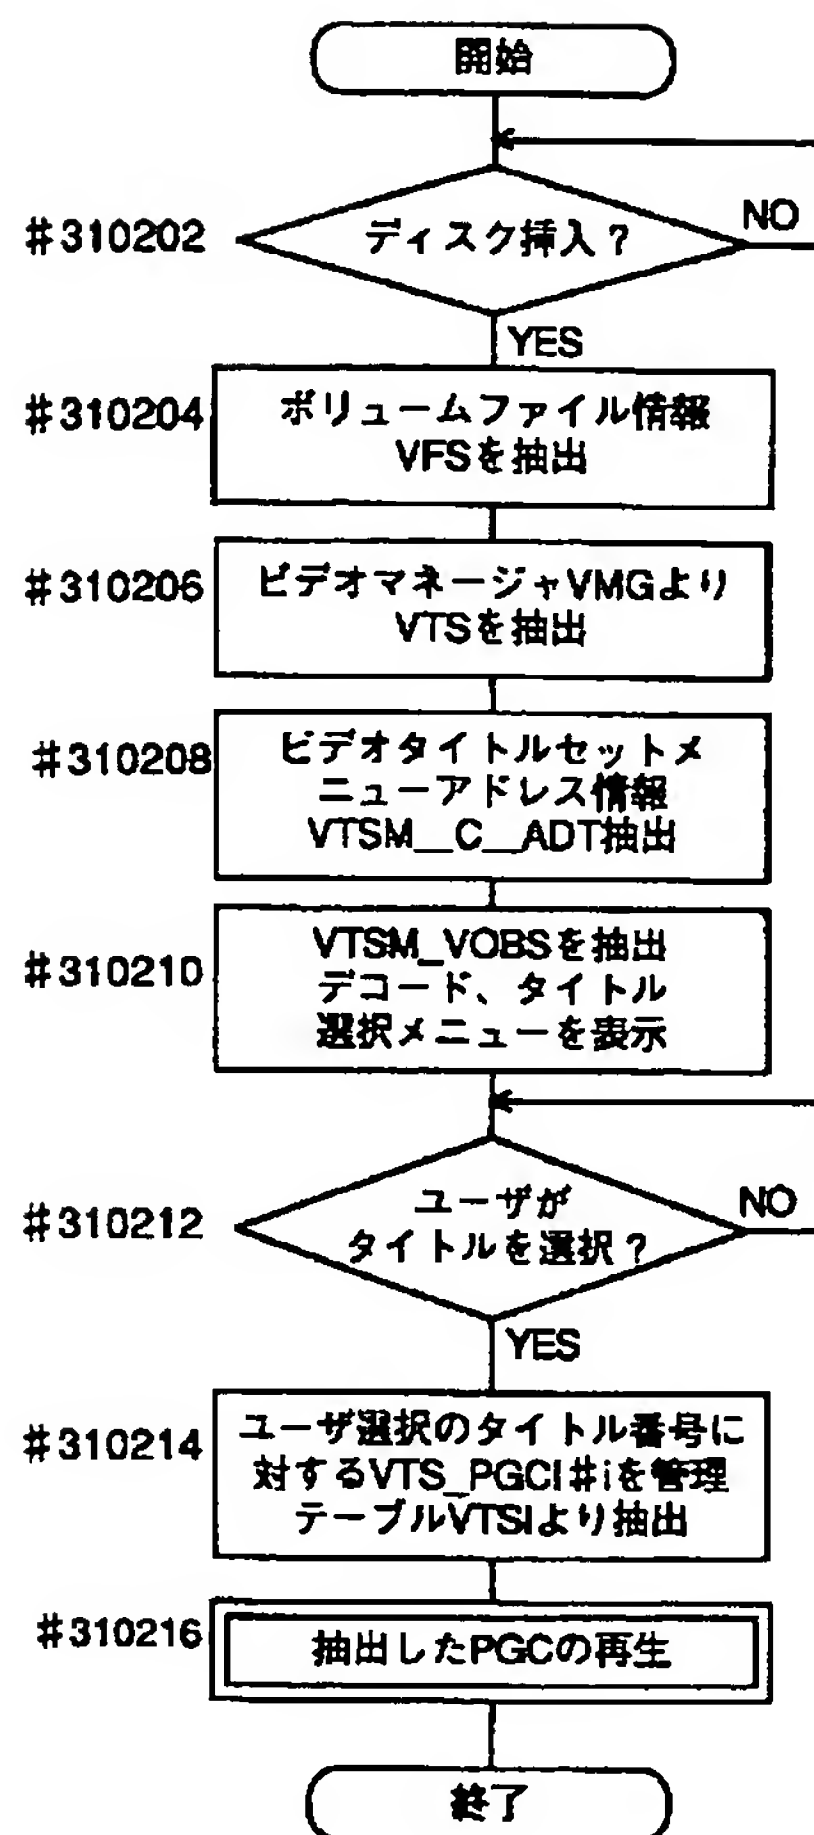 開始
#310202
ディスク挿入?
NO
YES
#310204
ボリュームファイル情報
VFSを抽出
#310206
ビデオマネージャVMGより
VTSを抽出
#310208
ビデオタイトルセットメ
ニューアドレス情報
VTSM__C__ADT抽出
#310210
VTSM_VOBSを抽出
デコード、タイトル
選択メニューを表示
#310212
ユーザが
タイトルを選択?
NO
YES
#310214
ユーザ選択のタイトル番号に
対するVTS_PGCI#iを管理
テーブルVTSIより抽出
#310216
抽出したPGCの再生
終了